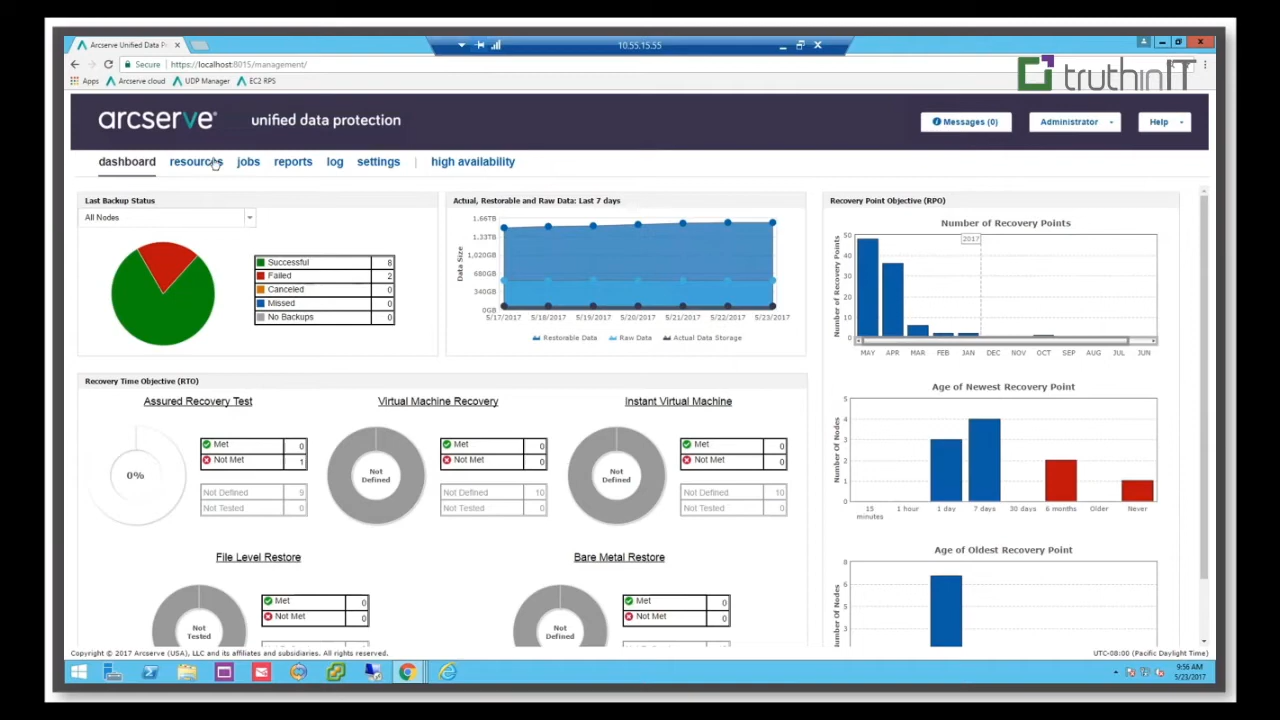 Arcserve Unified Data P
10.55.15.55
Secure https://localhost:8015/management/
Apps Arcserve cloud UDP Manager EC2 RPS
truthinIT
arcserve® unified data protection
Messages (0) Administrator Help
dashboard resources jobs reports log settings | high availability
Last Backup Status
All Nodes
Successful 8
Failed 2
Canceled 0
Missed 0
No Backups 0
Actual, Restorable and Raw Data: Last 7 days
Data Size
1.66TB
1.33TB
1,020GB
680GB
340GB
0GB
5/17/2017 5/18/2017 5/19/2017 5/20/2017 5/21/2017 5/22/2017 5/23/2017
Restorable Data Raw Data Actual Data Storage
Recovery Point Objective (RPO)
Number of Recovery Points
2017
Number of Recovery Points
50
40
30
20
10
0
MAY APR MAR FEB JAN DEC NOV OCT SEP AUG JUL JUN
Age of Newest Recovery Point
Number Of Nodes
5
4
3
2
1
0
15 minutes 1 hour 1 day 7 days 30 days 6 months Older Never
Age of Oldest Recovery Point
Of Nodes
8
6
5
3
Recovery Time Objective (RTO)
Assured Recovery Test
0%
Met 0
Not Met 1
Not Defined 9
Not Tested 0
Virtual Machine Recovery
Not Defined
Met 0
Not Met 0
Not Defined 10
Not Tested 0
Instant Virtual Machine
Not Defined
Met 0
Not Met 0
Not Defined 10
Not Tested 0
File Level Restore
Not Tested
Met 0
Not Met 0
Bare Metal Restore
Not Defined
Met 0
Not Met 0
Copyright © 2017 Arcserve (USA), LLC and its affiliates and subsidiaries. All rights reserved.
UTC-08:00 (Pacific Daylight Time)
9:56 AM
5/23/2017